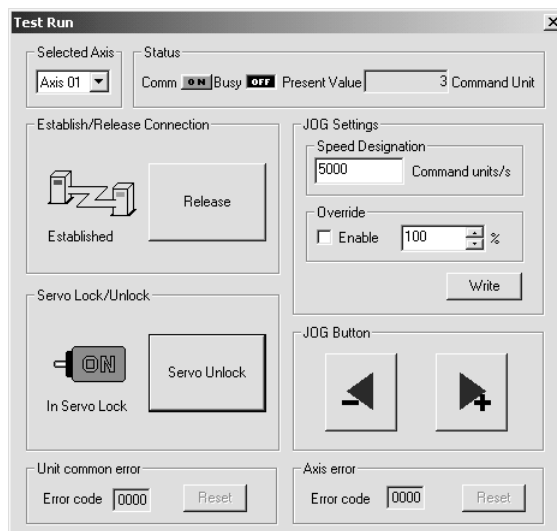 Test Run
Selected Axis
Axis 01
Status
Comm ON Busy OFF Present Value 3 Command Unit
Establish/Release Connection
Established
Release
JOG Settings
Speed Designation
5000 Command units/s
Override
Enable 100 %
Write
Servo Lock/Unlock
ON
In Servo Lock
Servo Unlock
JOG Button
- +
Unit common error
Error code 0000 Reset
Axis error
Error code 0000 Reset